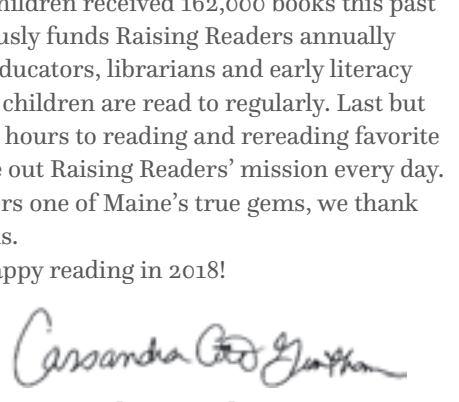 hildren received 162,000 books this past
usly funds Raising Readers annually
ducators, librarians and early literacy
children are read to regularly. Last but
hours to reading and rereading favorite
e out Raising Readers’ mission every day.
rs one of Maine’s true gems, we thank
s.
appy reading in 2018!
Cassandra